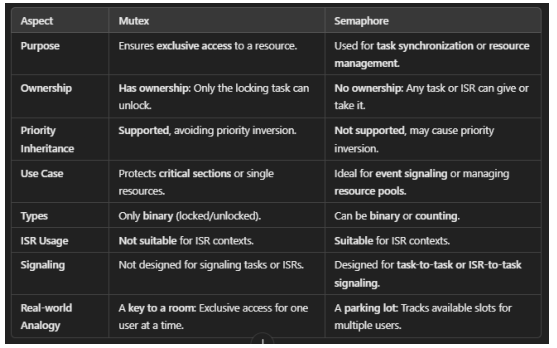 Aspect Mutex Semaphore
Purpose Ensures exclusive access to a resource. Used for task synchronization or resource
management.
Ownership Has ownership: Only the locking task can No ownership: Any task or ISR can give or
unlock. take it.
Priority Supported, avoiding priority inversion. Not supported, may cause priority
Inheritance inversion.
Use Case Protects critical sections or single Ideal for event signaling or managing
resources. resource pools.
Types Only binary (locked/unlocked). Can be binary or counting.
ISR Usage Not suitable for ISR contexts. Suitable for ISR contexts.
Signaling Not designed for signaling tasks or ISRs. Designed for task-to-task or ISR-to-task
signaling.
Real-world A key to a room: Exclusive access for one A parking lot: Tracks available slots for
Analogy user at a time. multiple users.